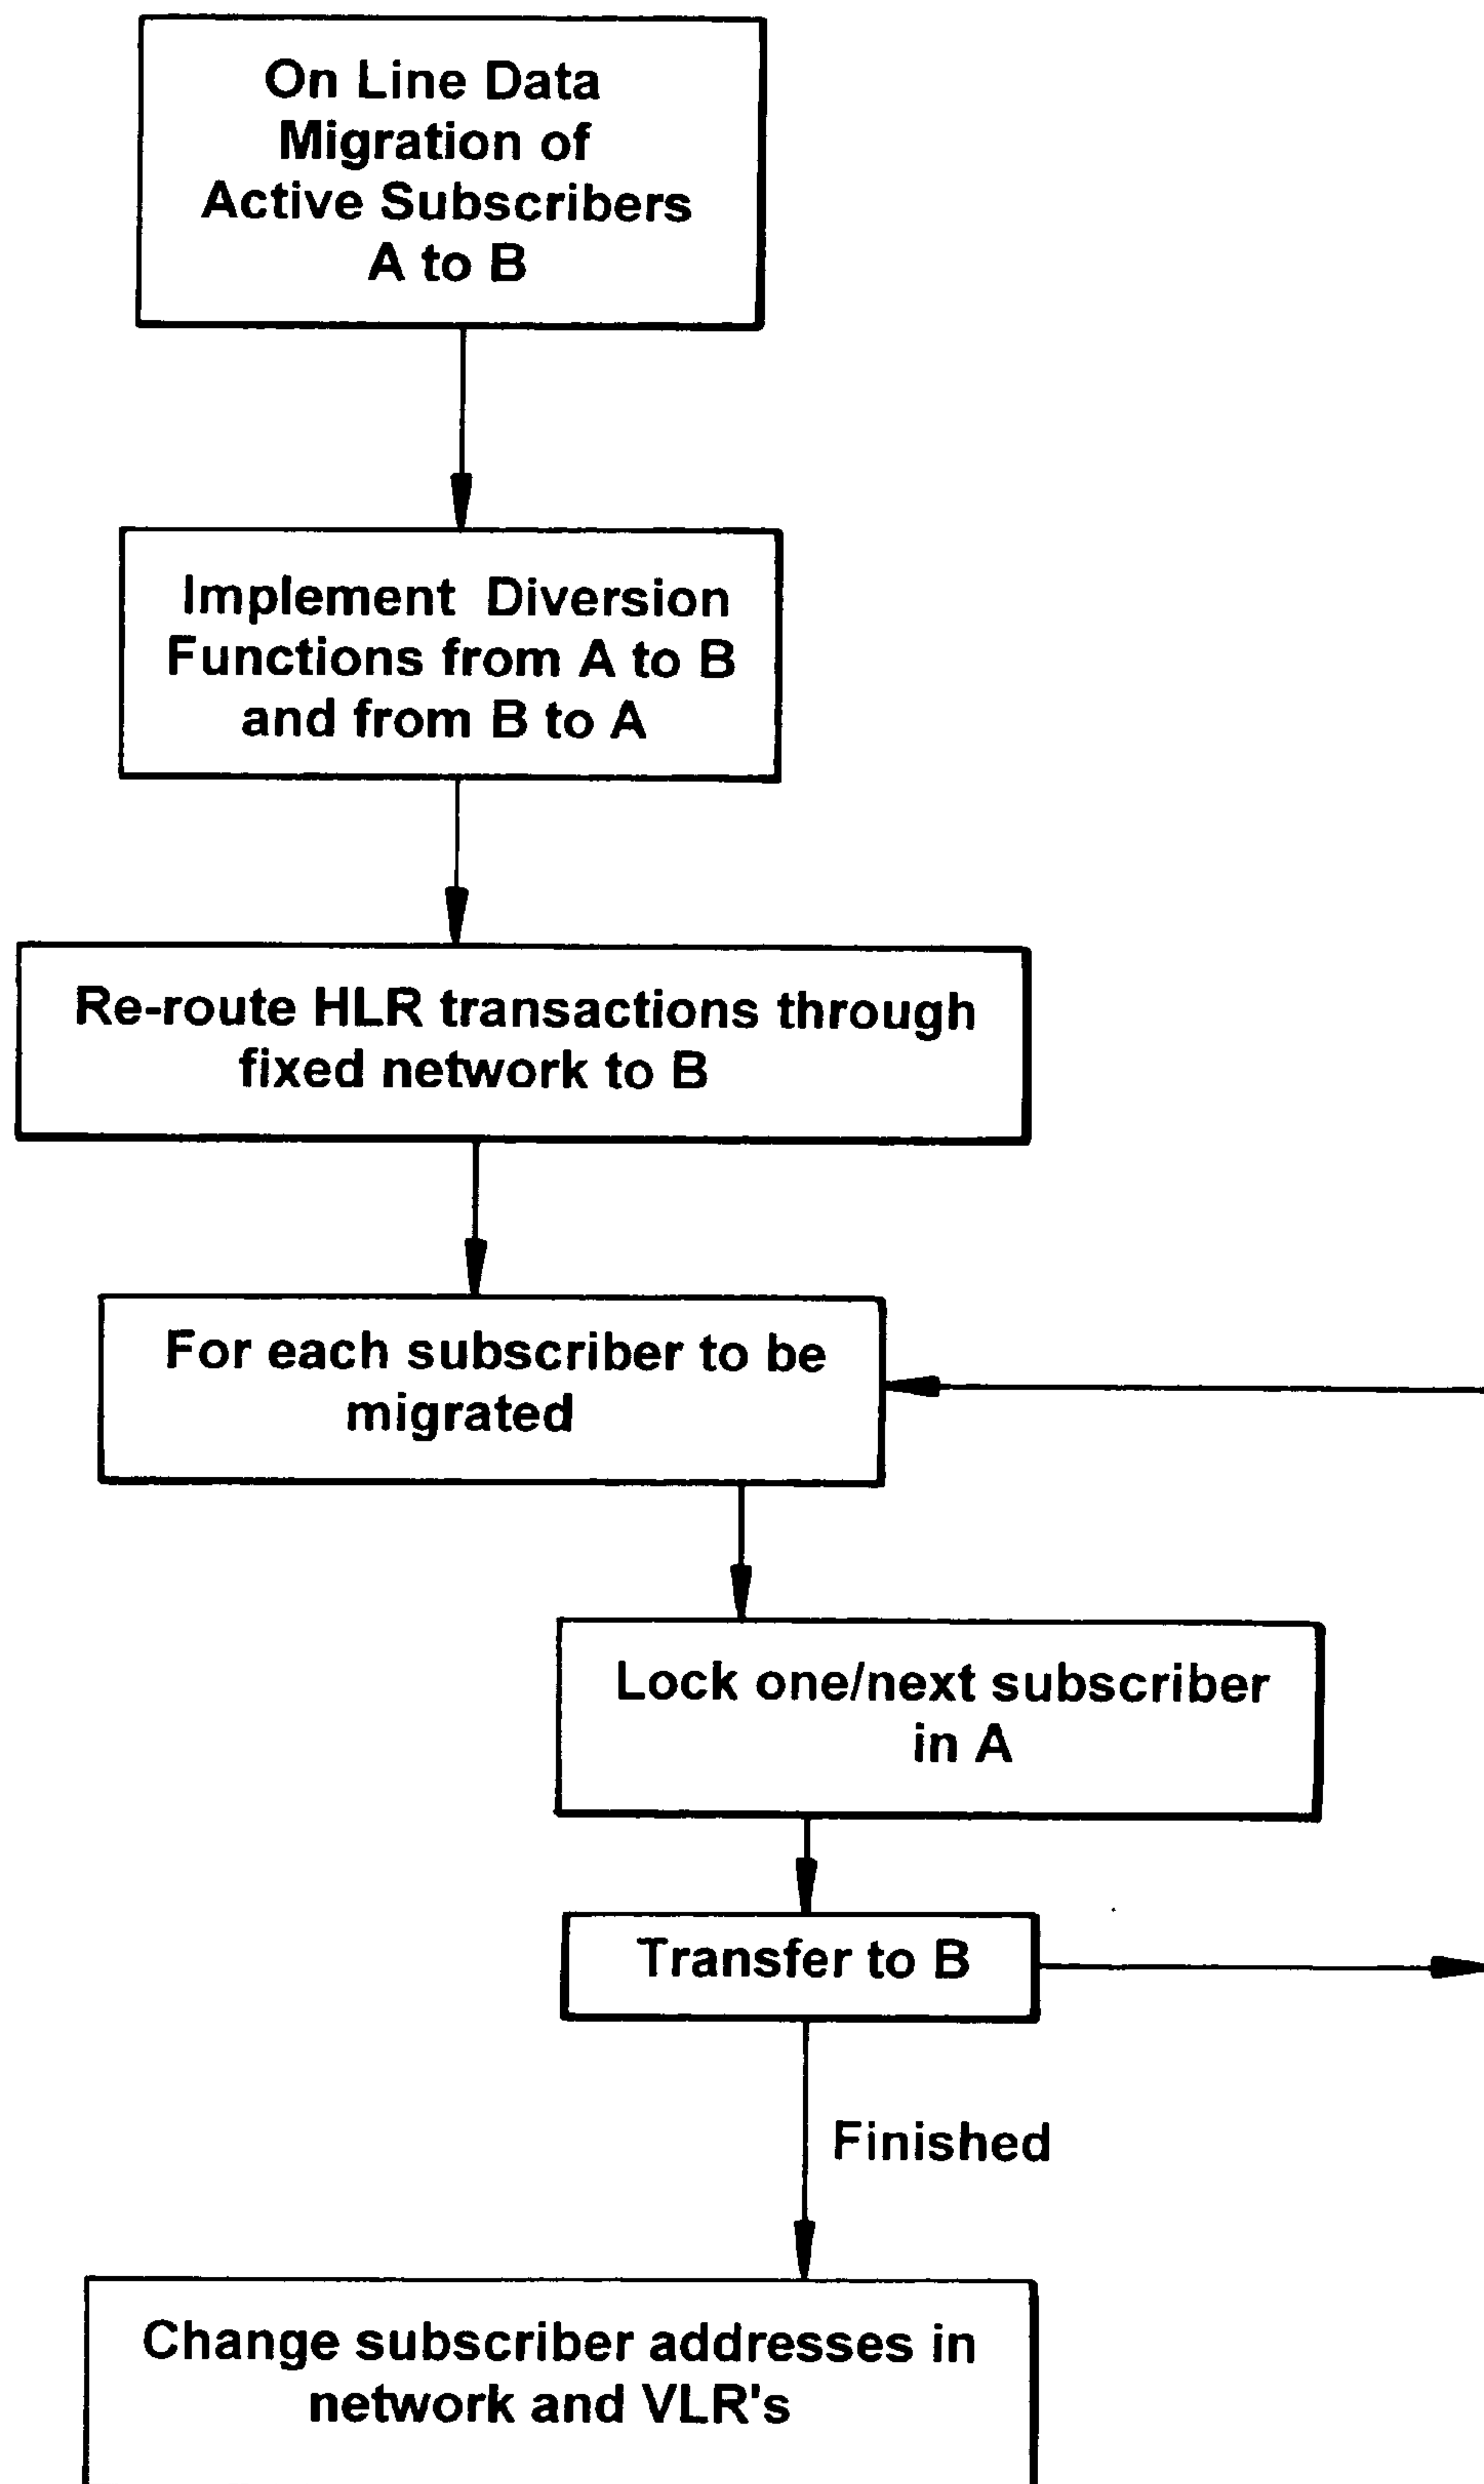 On Line Data
Migration of
Active Subscribers
A to B
Implement Diversion
Functions from A to B
and from B to A
Re-route HLR transactions through
fixed network to B
For each subscriber to be
migrated
Lock one/next subscriber
in A
Transfer to B
Finished
Change subscriber addresses in
network and VLR's